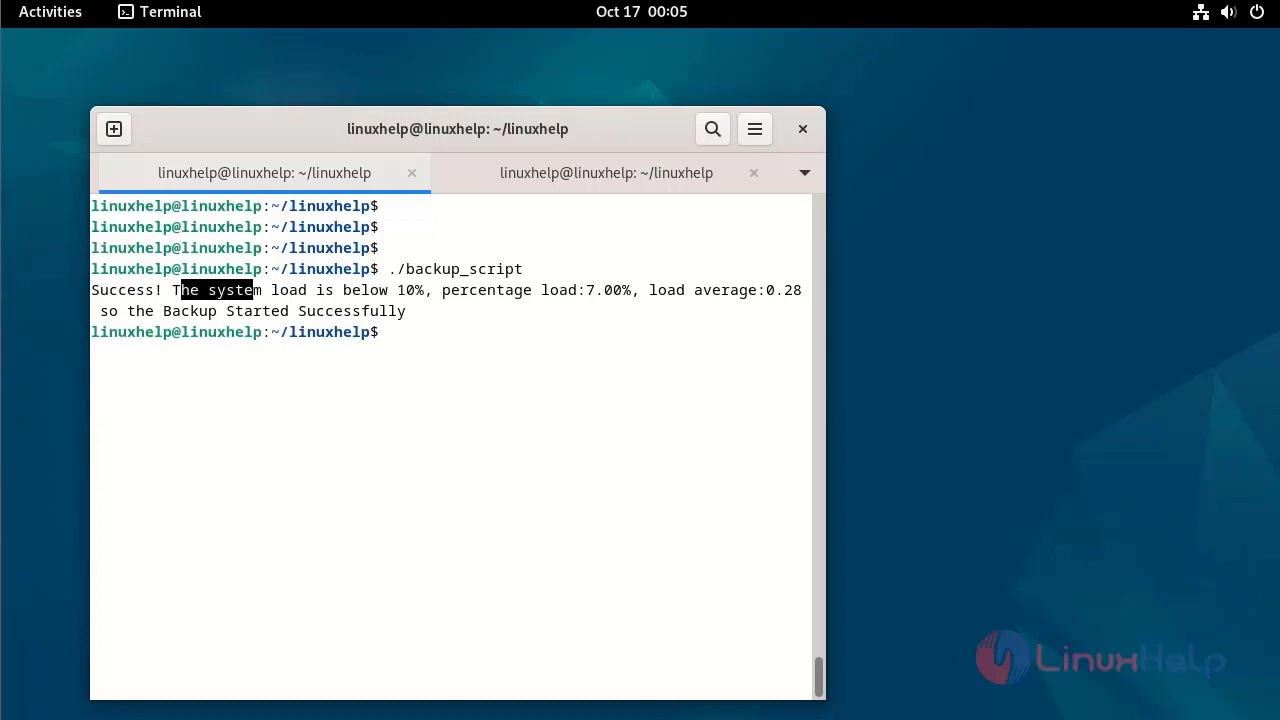 Activities Terminal Oct 17 00:05
linuxhelp@linuxhelp: ~/linuxhelp
linuxhelp@linuxhelp: ~/linuxhelp linuxhelp@linuxhelp: ~/linuxhelp
linuxhelp@linuxhelp:~/linuxhelp$
linuxhelp@linuxhelp:~/linuxhelp$
linuxhelp@linuxhelp:~/linuxhelp$
linuxhelp@linuxhelp:~/linuxhelp$ ./backup_script
Success! The system load is below 10%, percentage load:7.00%, load average:0.28
so the Backup Started Successfully
linuxhelp@linuxhelp:~/linuxhelp$
LinuxHelp